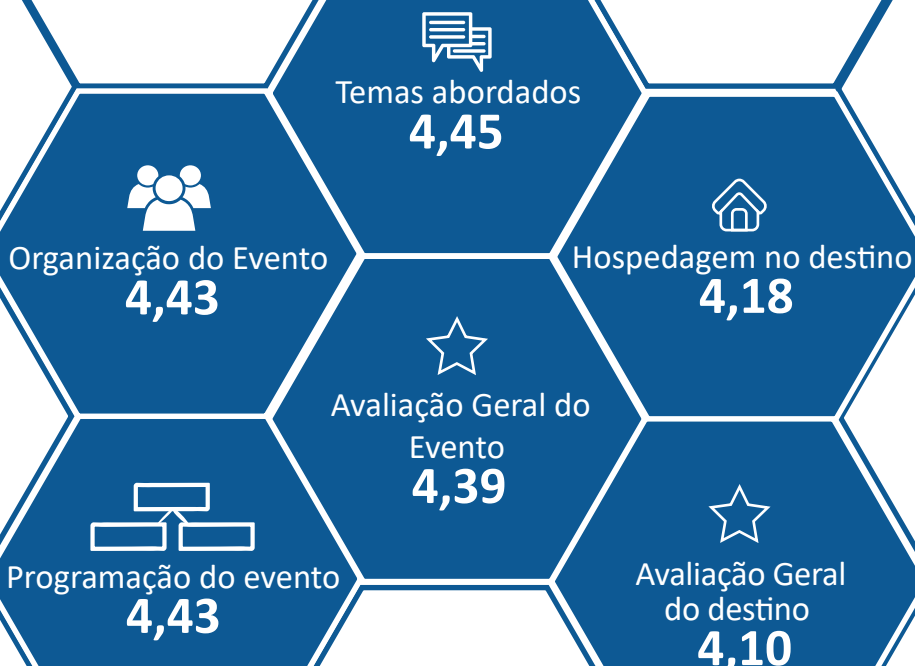 Temas abordados
4,45
Organização do Evento
4,43
Hospedagem no destino
4,18
Avaliação Geral do
Evento
4,39
Programação do evento
4,43
Avaliação Geral
do destino
4,10